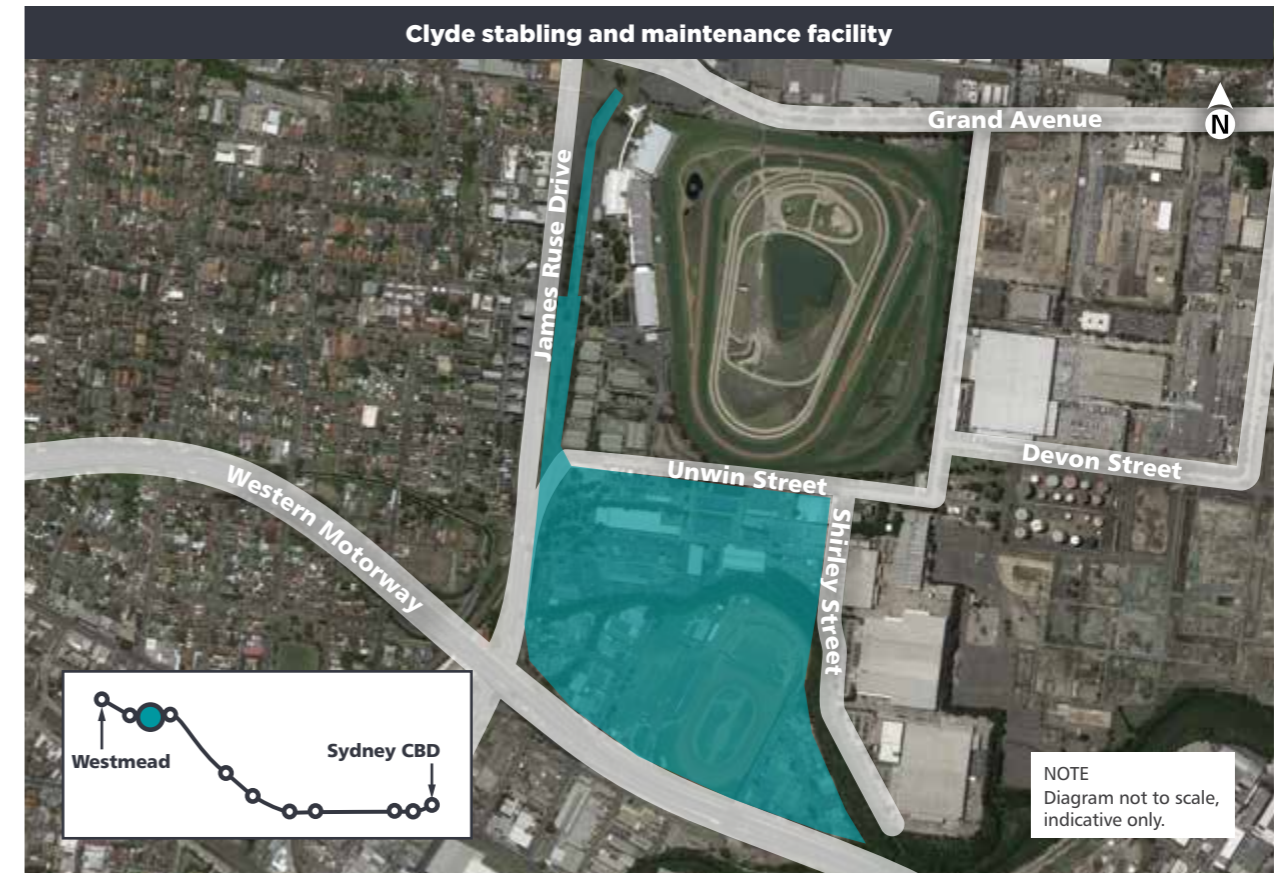 Clyde stabling and maintenance facility
Grand Avenue
N
James Ruse Drive
Unwin Street
Devon Street
Western Motorway
Shirley Street
Westmead
Sydney CBD
NOTE
Diagram not to scale,
indicative only.